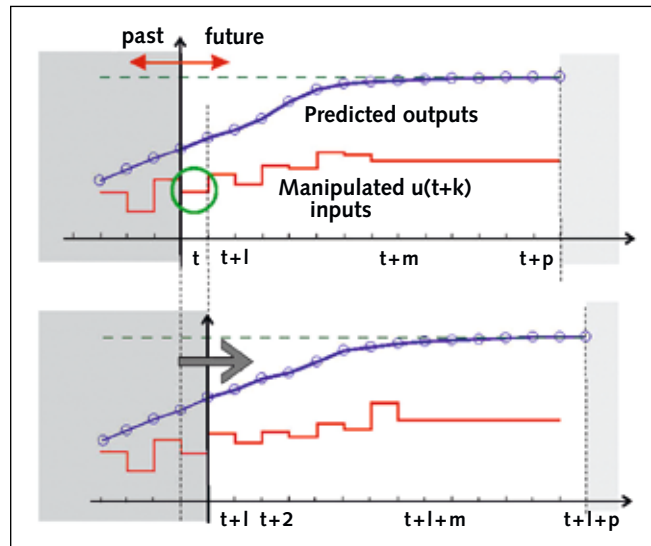 past future
Predicted outputs
Manipulated u(t+k)
inputs
t t+l t+m t+p
t+l t+2 t+l+m t+l+p